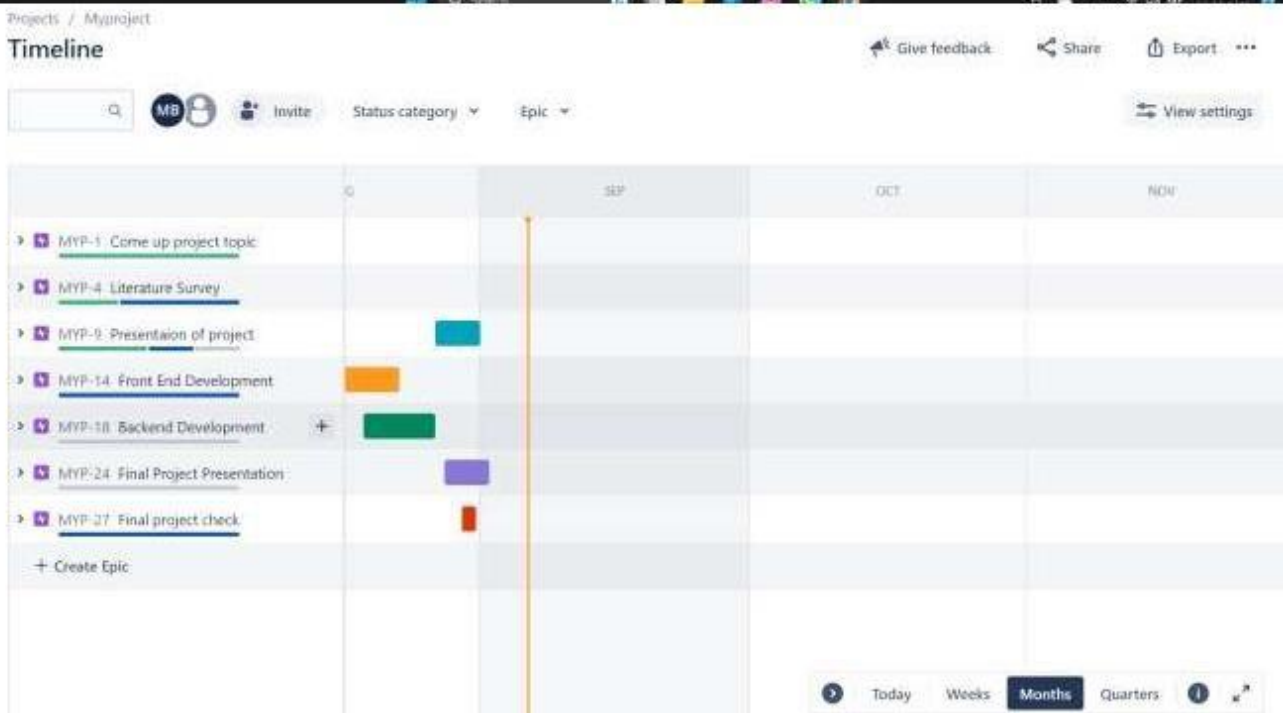 Projects / Myproject
Timeline
Give feedback
Share
Export
MB
Invite
Status category
Epic
View settings
G
SEP
OCT
NOV
MYP-1 Come up project topic
MYP-4 Literature Survey
MYP-9 Presentaion of project
MYP-14 Front End Development
MYP-18 Backend Development
MYP-24 Final Project Presentation
MYP-27 Final project check
+ Create Epic
Today
Weeks
Months
Quarters